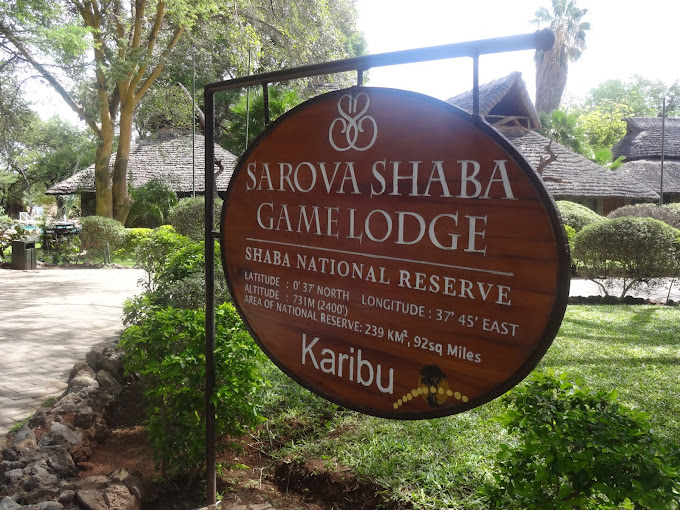 SAROVA SHABA
GAME LODGE
SHABA NATIONAL RESERVE
LATITUDE : 0' 37' NORTH LONGITUDE : 37' 45' EAST
ALTITUDE : 731M (2400')
AREA OF NATIONAL RESERVE: 239 KM², 92sq Miles
Karibu